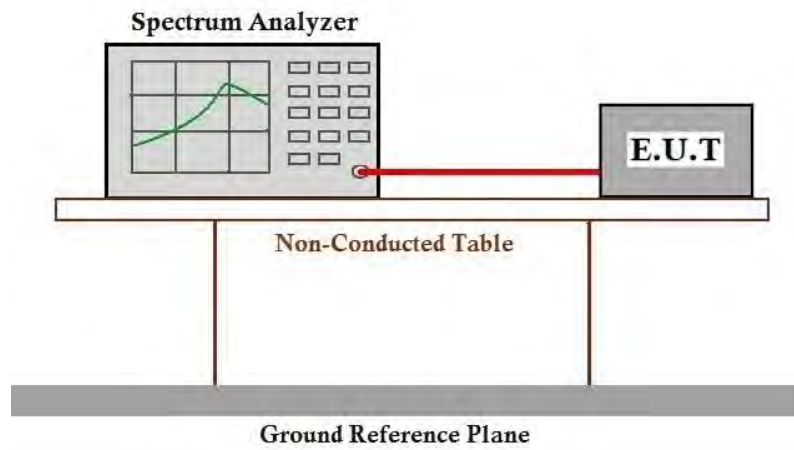 Spectrum Analyzer
E.U.T
Non-Conducted Table
Ground Reference Plane